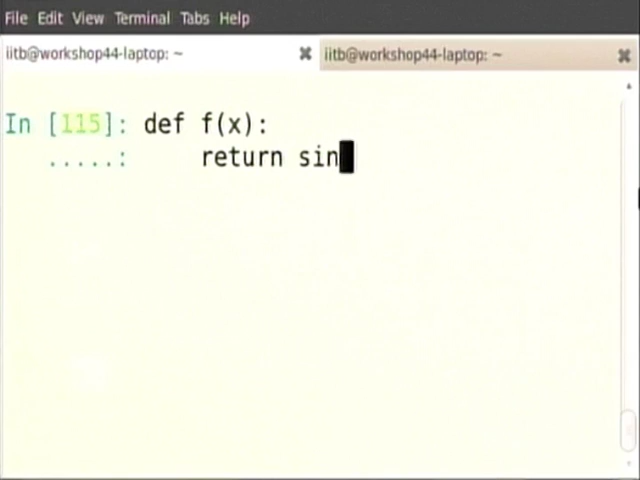 File Edit View Terminal Tabs Help
iitb@workshop44-laptop: ~ iitb@workshop44-laptop: ~
In [115]: def f(x):
.....: return sin